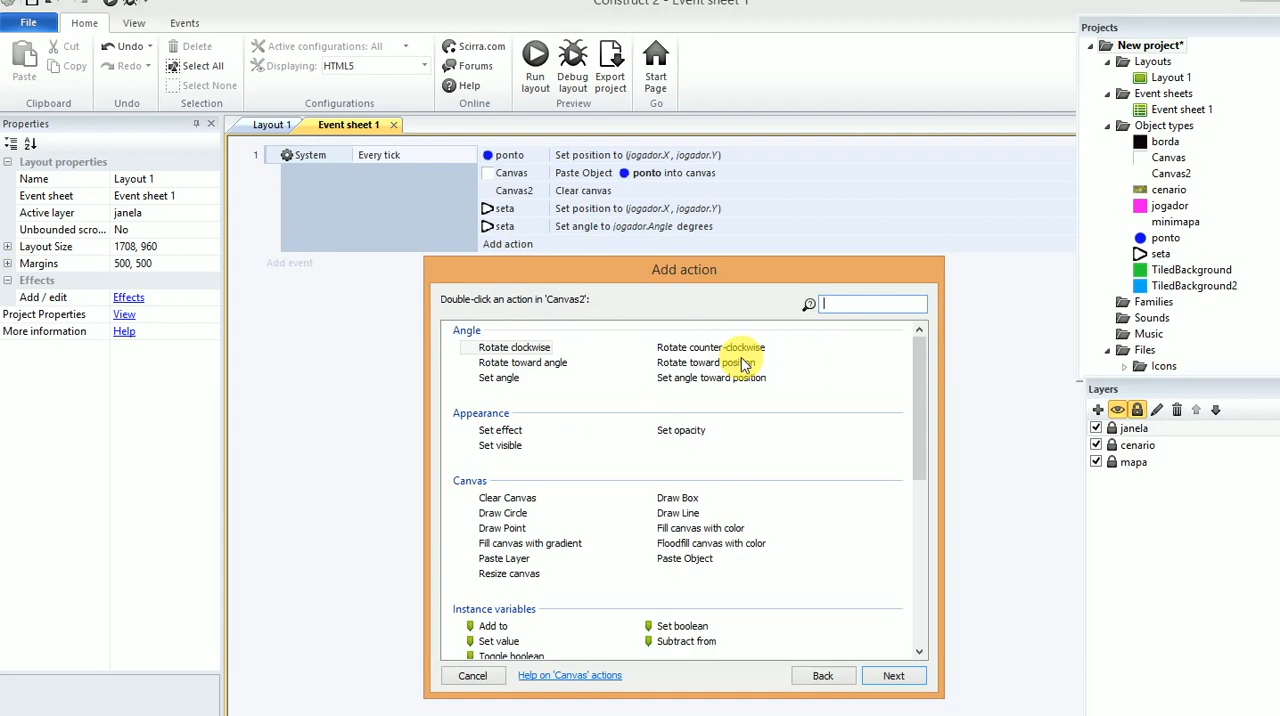 Construct 2 - Event sheet 1
File Home View Events
Cut Undo Delete Active configurations: All Scirra.com
Copy Redo Select All Displaying: HTML5 Forums
Paste Select None Help Run layout Debug layout Export project Start Page
Clipboard Undo Selection Configurations Online Preview Go
Properties
Layout properties
Name Layout 1
Event sheet Event sheet 1
Active layer janela
Unbounded scro... No
Layout Size 1708, 960
Margins 500, 500
Effects
Add / edit Effects
Project Properties View
More information Help
Layout 1 Event sheet 1
1 System Every tick ponto Set position to (jogador.X, jogador.Y)
Canvas Paste Object ponto into canvas
Canvas2 Clear canvas
seta Set position to (jogador.X, jogador.Y)
seta Set angle to jogador.Angle degrees
Add action
Add event
Add action
Double-click an action in 'Canvas2':
Angle
Rotate clockwise Rotate counter-clockwise
Rotate toward angle Rotate toward position
Set angle Set angle toward position
Appearance
Set effect Set opacity
Set visible
Canvas
Clear Canvas Draw Box
Draw Circle Draw Line
Draw Point Fill canvas with color
Fill canvas with gradient Floodfill canvas with color
Paste Layer Paste Object
Resize canvas
Instance variables
Add to Set boolean
Set value Subtract from
Toggle boolean
Cancel Help on 'Canvas' actions Back Next
Projects
New project*
Layouts
Layout 1
Event sheets
Event sheet 1
Object types
borda
Canvas
Canvas2
cenario
jogador
minimapa
ponto
seta
TiledBackground
TiledBackground2
Families
Sounds
Music
Files
Icons
Layers
janela
cenario
mapa